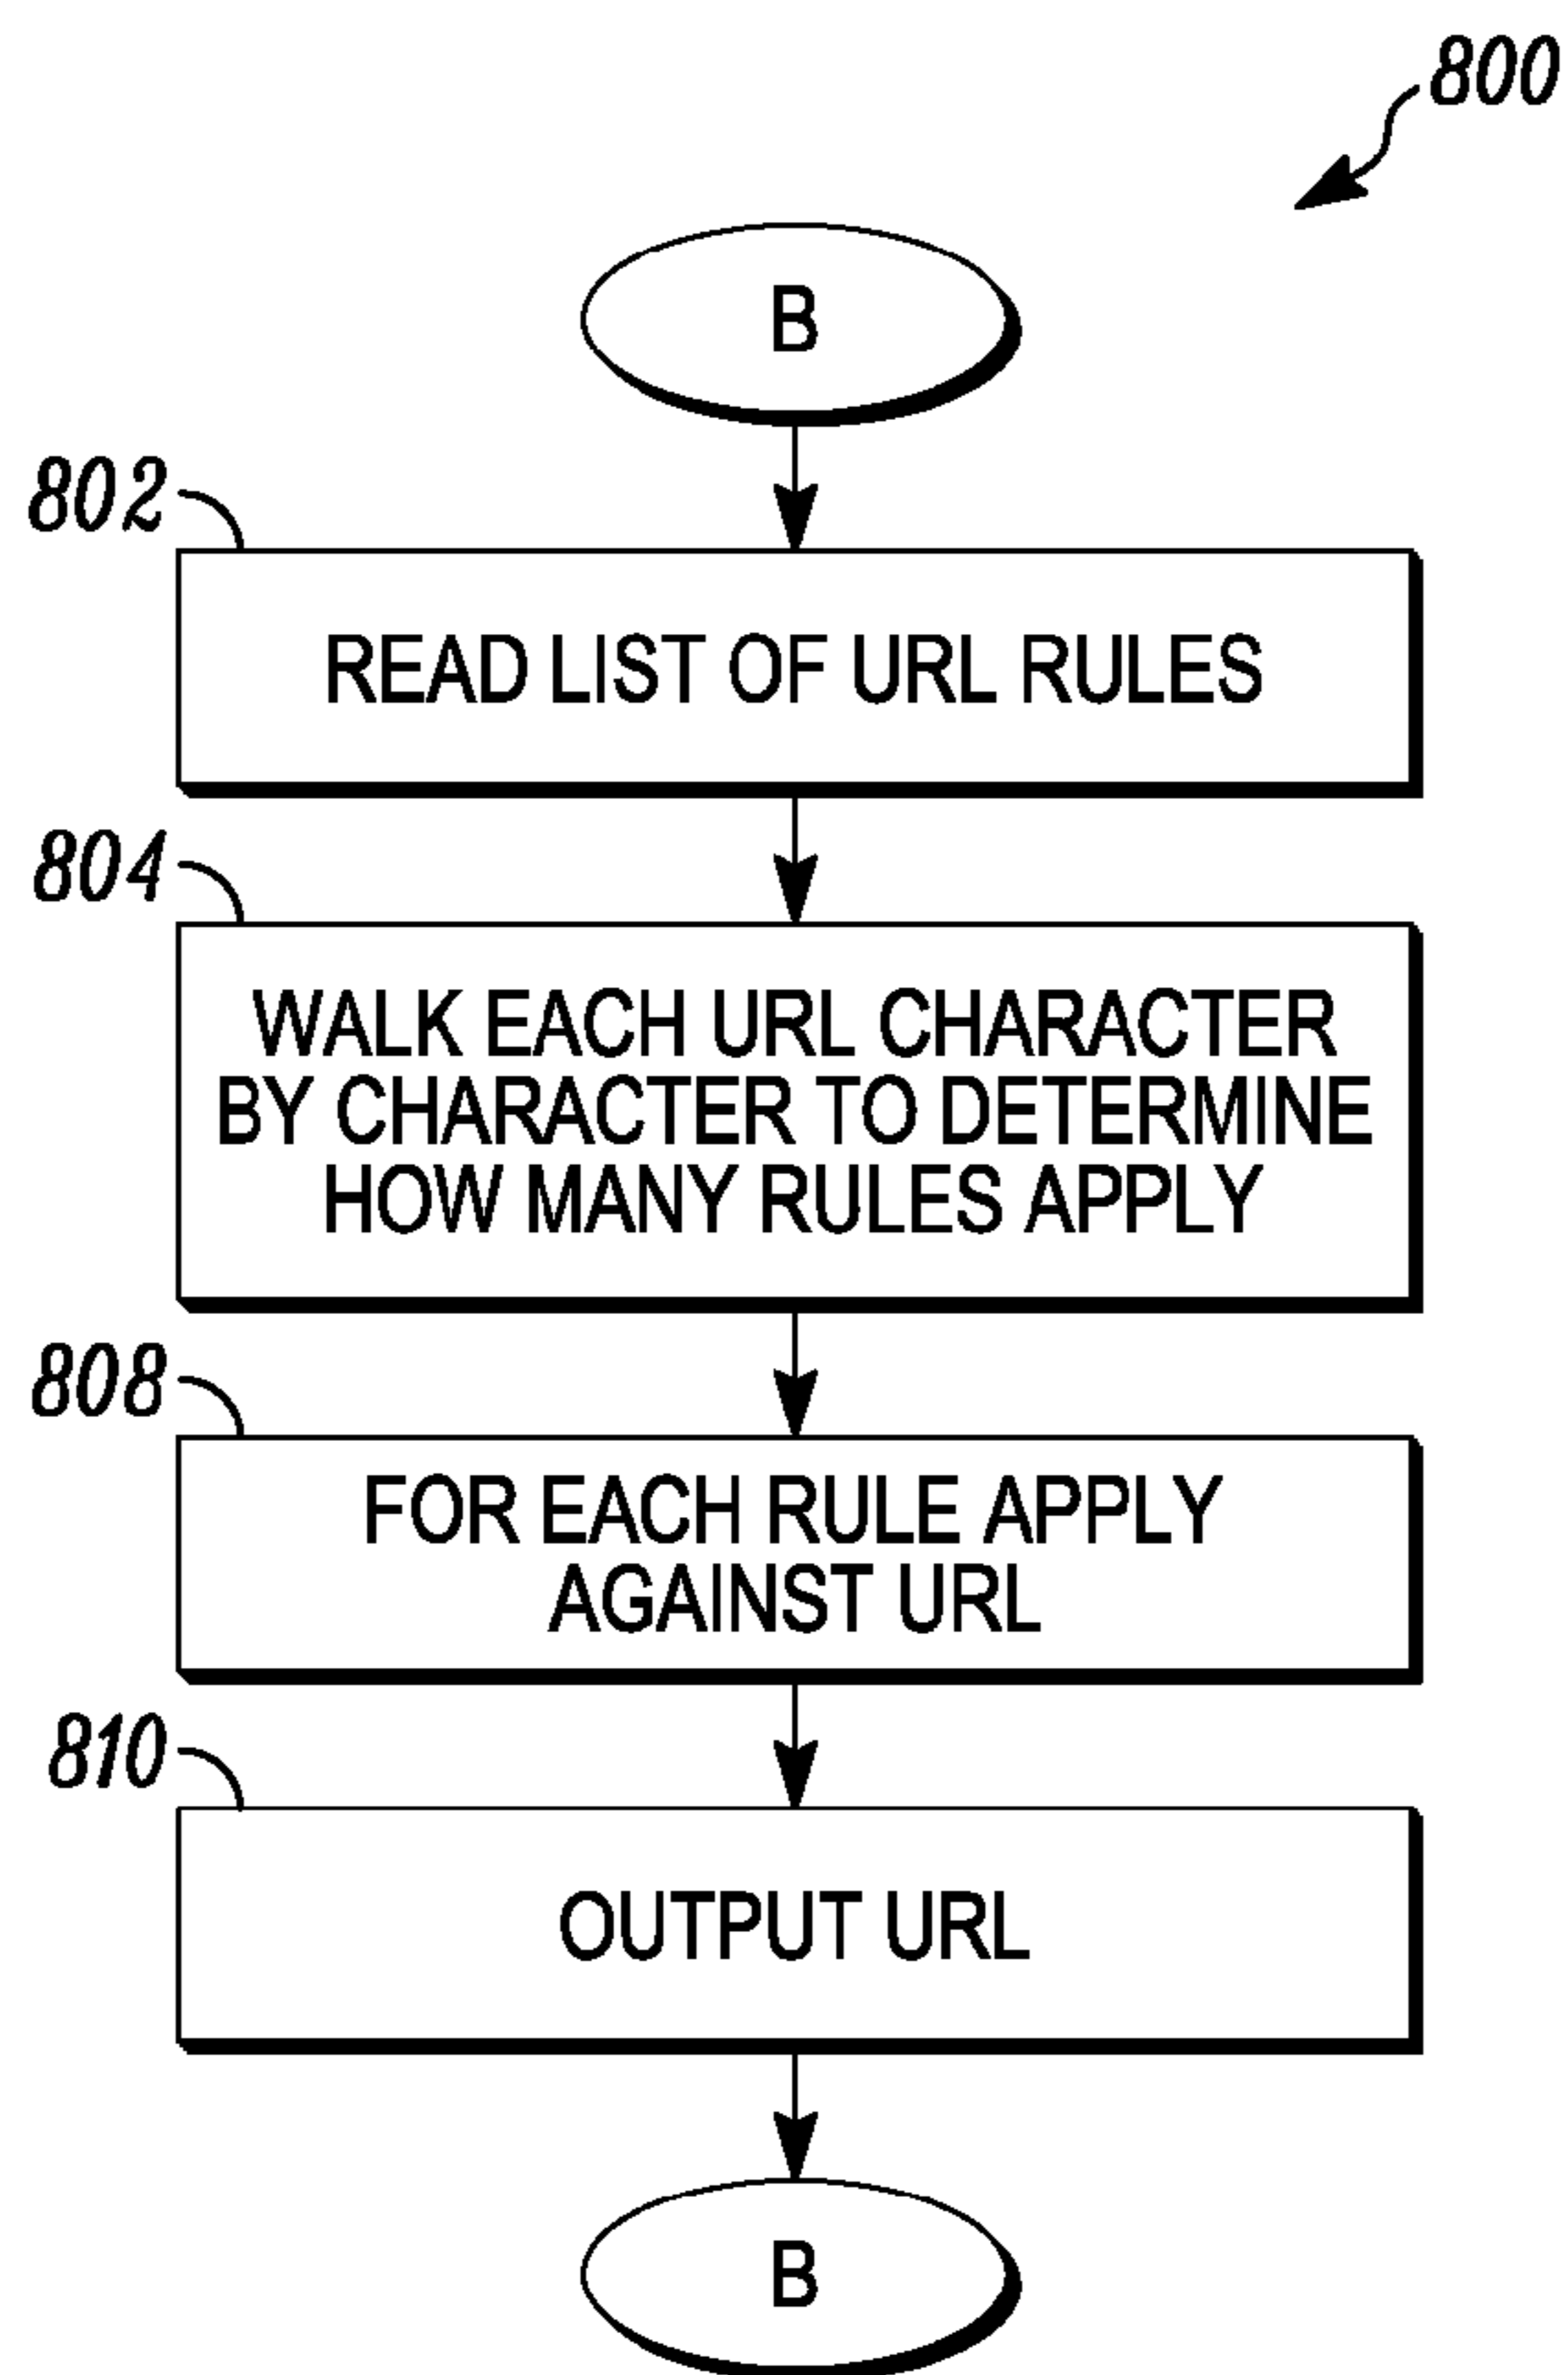 800
B
802
READ LIST OF URL RULES
804
WALK EACH URL CHARACTER
BY CHARACTER TO DETERMINE
HOW MANY RULES APPLY
808
FOR EACH RULE APPLY
AGAINST URL
810
OUTPUT URL
B